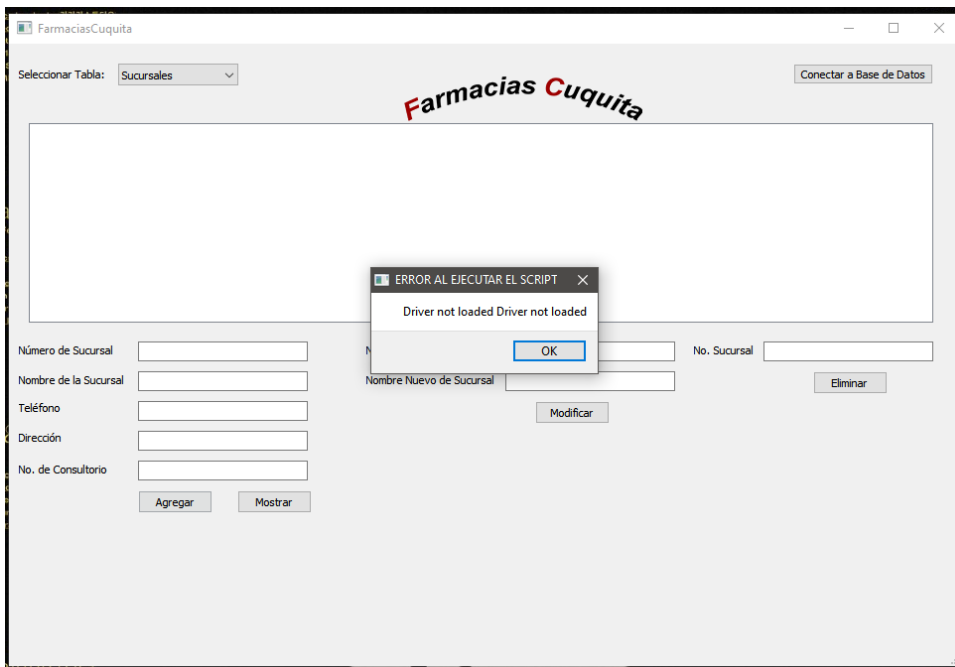 FarmaciasCuquita
Seleccionar Tabla: Sucursales
Conectar a Base de Datos
Farmacias Cuquita
ERROR AL EJECUTAR EL SCRIPT
Driver not loaded Driver not loaded
OK
Número de Sucursal
No. Sucursal
Nombre de la Sucursal
Nombre Nuevo de Sucursal
Eliminar
Teléfono
Modificar
Dirección
No. de Consultorio
Agregar Mostrar